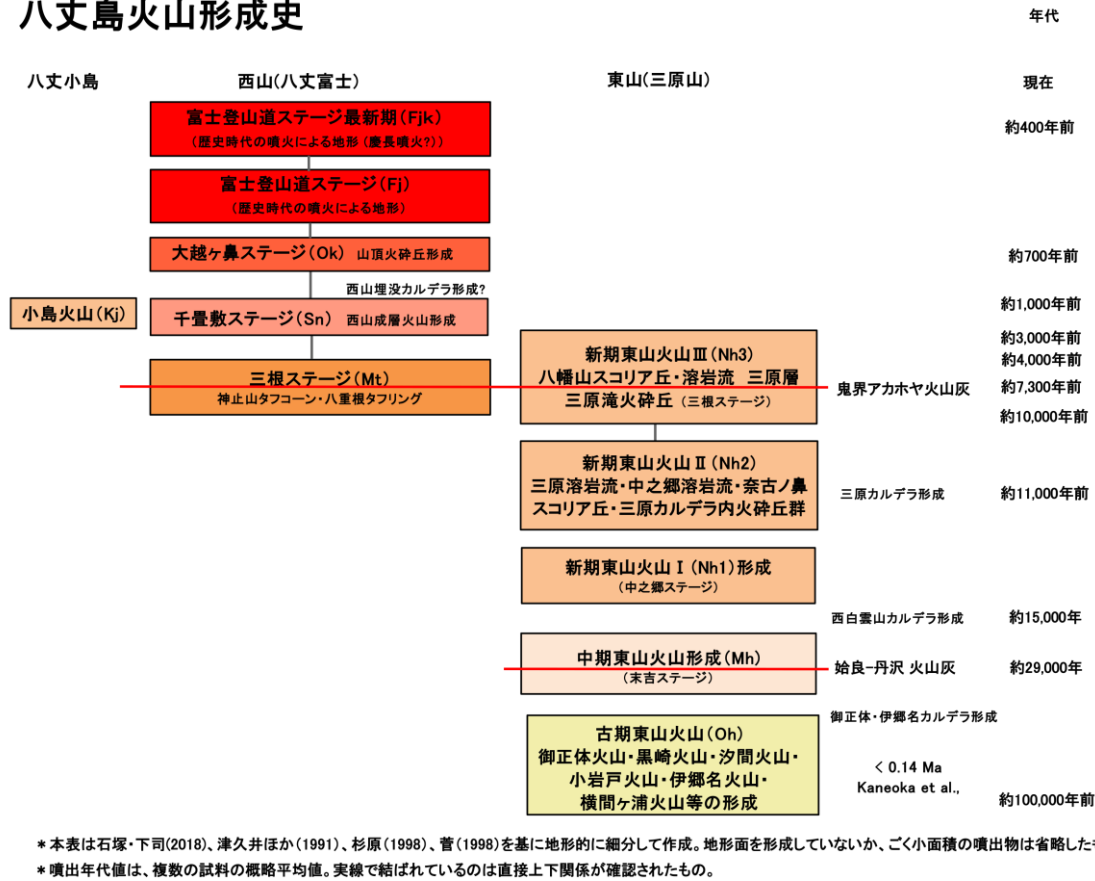 八丈島火山形成史
年代
八丈小島
西山(八丈富士)
東山(三原山)
現在
富士登山道ステージ最新期(Fjk)
(歴史時代の噴火による地形 (慶長噴火?))
約400年前
富士登山道ステージ(Fj)
(歴史時代の噴火による地形)
大越ヶ鼻ステージ(Ok) 山頂火砕丘形成
約700年前
西山埋没カルデラ形成?
小島火山(Kj)
千畳敷ステージ(Sn) 西山成層火山形成
約1,000年前
約3,000年前
三根ステージ(Mt)
神止山タフコーン・八重根タフリング
新期東山火山Ⅲ(Nh3)
八幡山スコリア丘・溶岩流 三原層
三原滝火砕丘 (三根ステージ)
約4,000年前
鬼界アカホヤ火山灰
約7,300年前
約10,000年前
新期東山火山Ⅱ(Nh2)
三原溶岩流・中之郷溶岩流・奈古ノ鼻
スコリア丘・三原カルデラ内火砕丘群
三原カルデラ形成
約11,000年前
新期東山火山Ⅰ(Nh1)形成
(中之郷ステージ)
西白雲山カルデラ形成
約15,000年
中期東山火山形成(Mh)
(末吉ステージ)
姶良-丹沢 火山灰
約29,000年
御正体・伊郷名カルデラ形成
古期東山火山(Oh)
御正体火山・黒崎火山・汐間火山・
小岩戸火山・伊郷名火山・
横間ヶ浦火山等の形成
< 0.14 Ma
Kaneoka et al.,
約100,000年前
*本表は石塚・下司(2018)、津久井ほか(1991)、杉原(1998)、菅(1998)を基に地形的に細分して作成。地形面を形成していないか、ごく小面積の噴出物は省略した
*噴出年代値は、複数の試料の概略平均値。実線で結ばれているのは直接上下関係が確認されたもの。